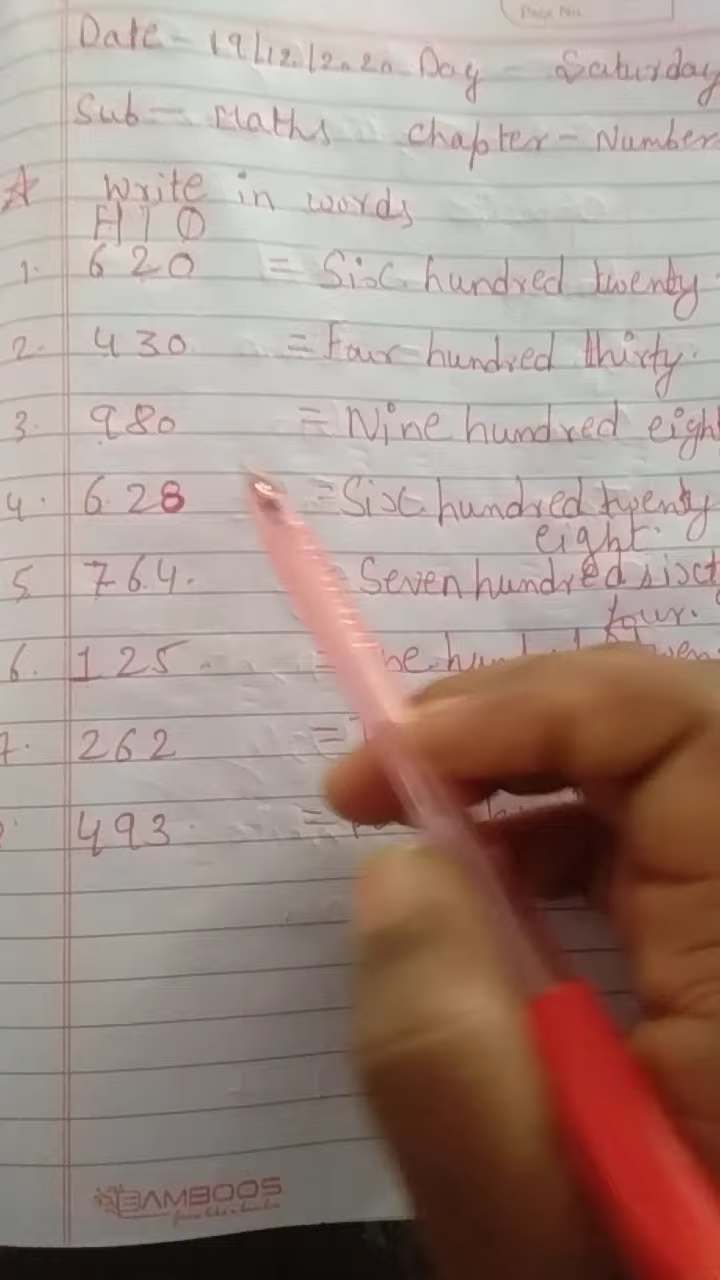 Page No.
Date - 19/12/2020 Day - Saturday
Sub - Maths Chapter - Number
Write in words
H T O
1. 620 = Six hundred twenty
2. 430 = Four hundred thirty.
3. 980 = Nine hundred eigh
4. 628 = Six hundred twenty
eight.
5. 764. Seven hundred sixt
four.
6. 125
7. 262 =
493 =
BAMBOOS